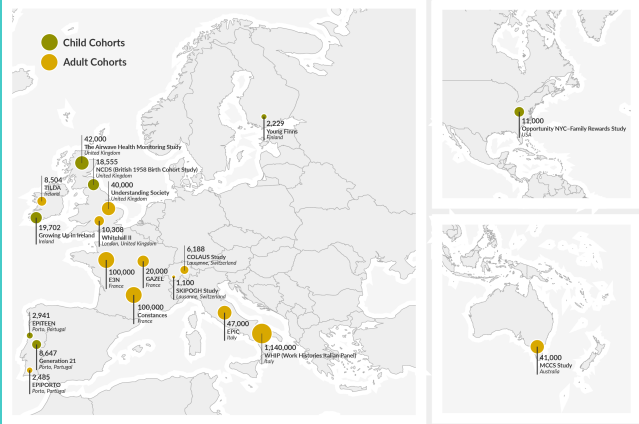 Child Cohorts
Adult Cohorts
42,000
The Airwave Health Monitoring Study
United Kingdom
18,555
NCDS (British 1958 Birth Cohort Study)
United Kingdom
8,504
TILDA
Ireland
40,000
Understanding Society
United Kingdom
19,702
Growing Up in Ireland
Ireland
10,308
Whitehall II
London, United Kingdom
2,229
Young Finns
Finland
6,188
COLAUS Study
Lausanne, Switzerland
100,000
E3N
France
20,000
GAZEL
France
1,100
SKIPOGH Study
Lausanne, Switzerland
100,000
Constances
France
47,000
EPIC
Italy
1,140,000
WHIP (Work Histories Italian Panel)
Italy
2,941
EPITEEN
Porto, Portugal
8,647
Generation 21
Porto, Portugal
2,485
EPIPORTO
Porto, Portugal
11,000
Opportunity NYC–Family Rewards Study
USA
41,000
MCCS Study
Australia